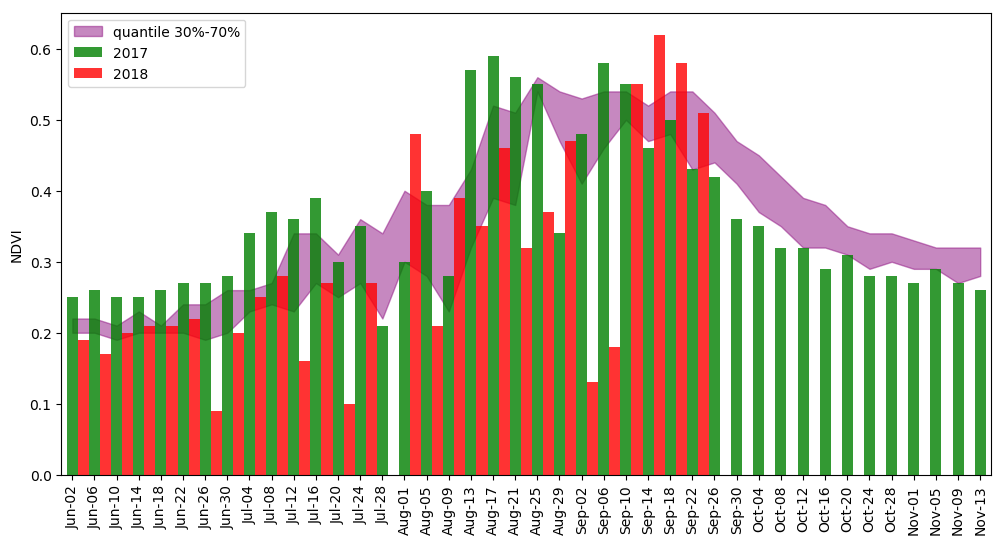 quantile 30%-70%
2017
2018
NDVI
0.6
0.5
0.4
0.3
0.2
0.1
0.0
Jun-02
Jun-06
Jun-10
Jun-14
Jun-18
Jun-22
Jun-26
Jun-30
Jul-04
Jul-08
Jul-12
Jul-16
Jul-20
Jul-24
Jul-28
Aug-01
Aug-05
Aug-09
Aug-13
Aug-17
Aug-21
Aug-25
Aug-29
Sep-02
Sep-06
Sep-10
Sep-14
Sep-18
Sep-22
Sep-26
Sep-30
Oct-04
Oct-08
Oct-12
Oct-16
Oct-20
Oct-24
Oct-28
Nov-01
Nov-05
Nov-09
Nov-13